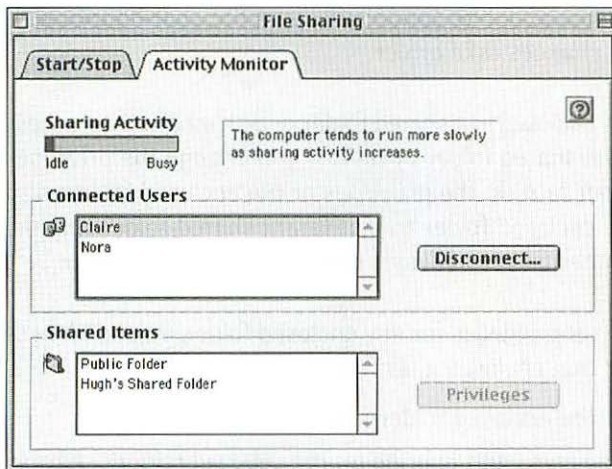 File Sharing
Start/Stop
Activity Monitor
Sharing Activity
Idle
Busy
The computer tends to run more slowly
as sharing activity increases.
?
Connected Users
Claire
Nora
Disconnect...
Shared Items
Public Folder
Hugh's Shared Folder
Privileges